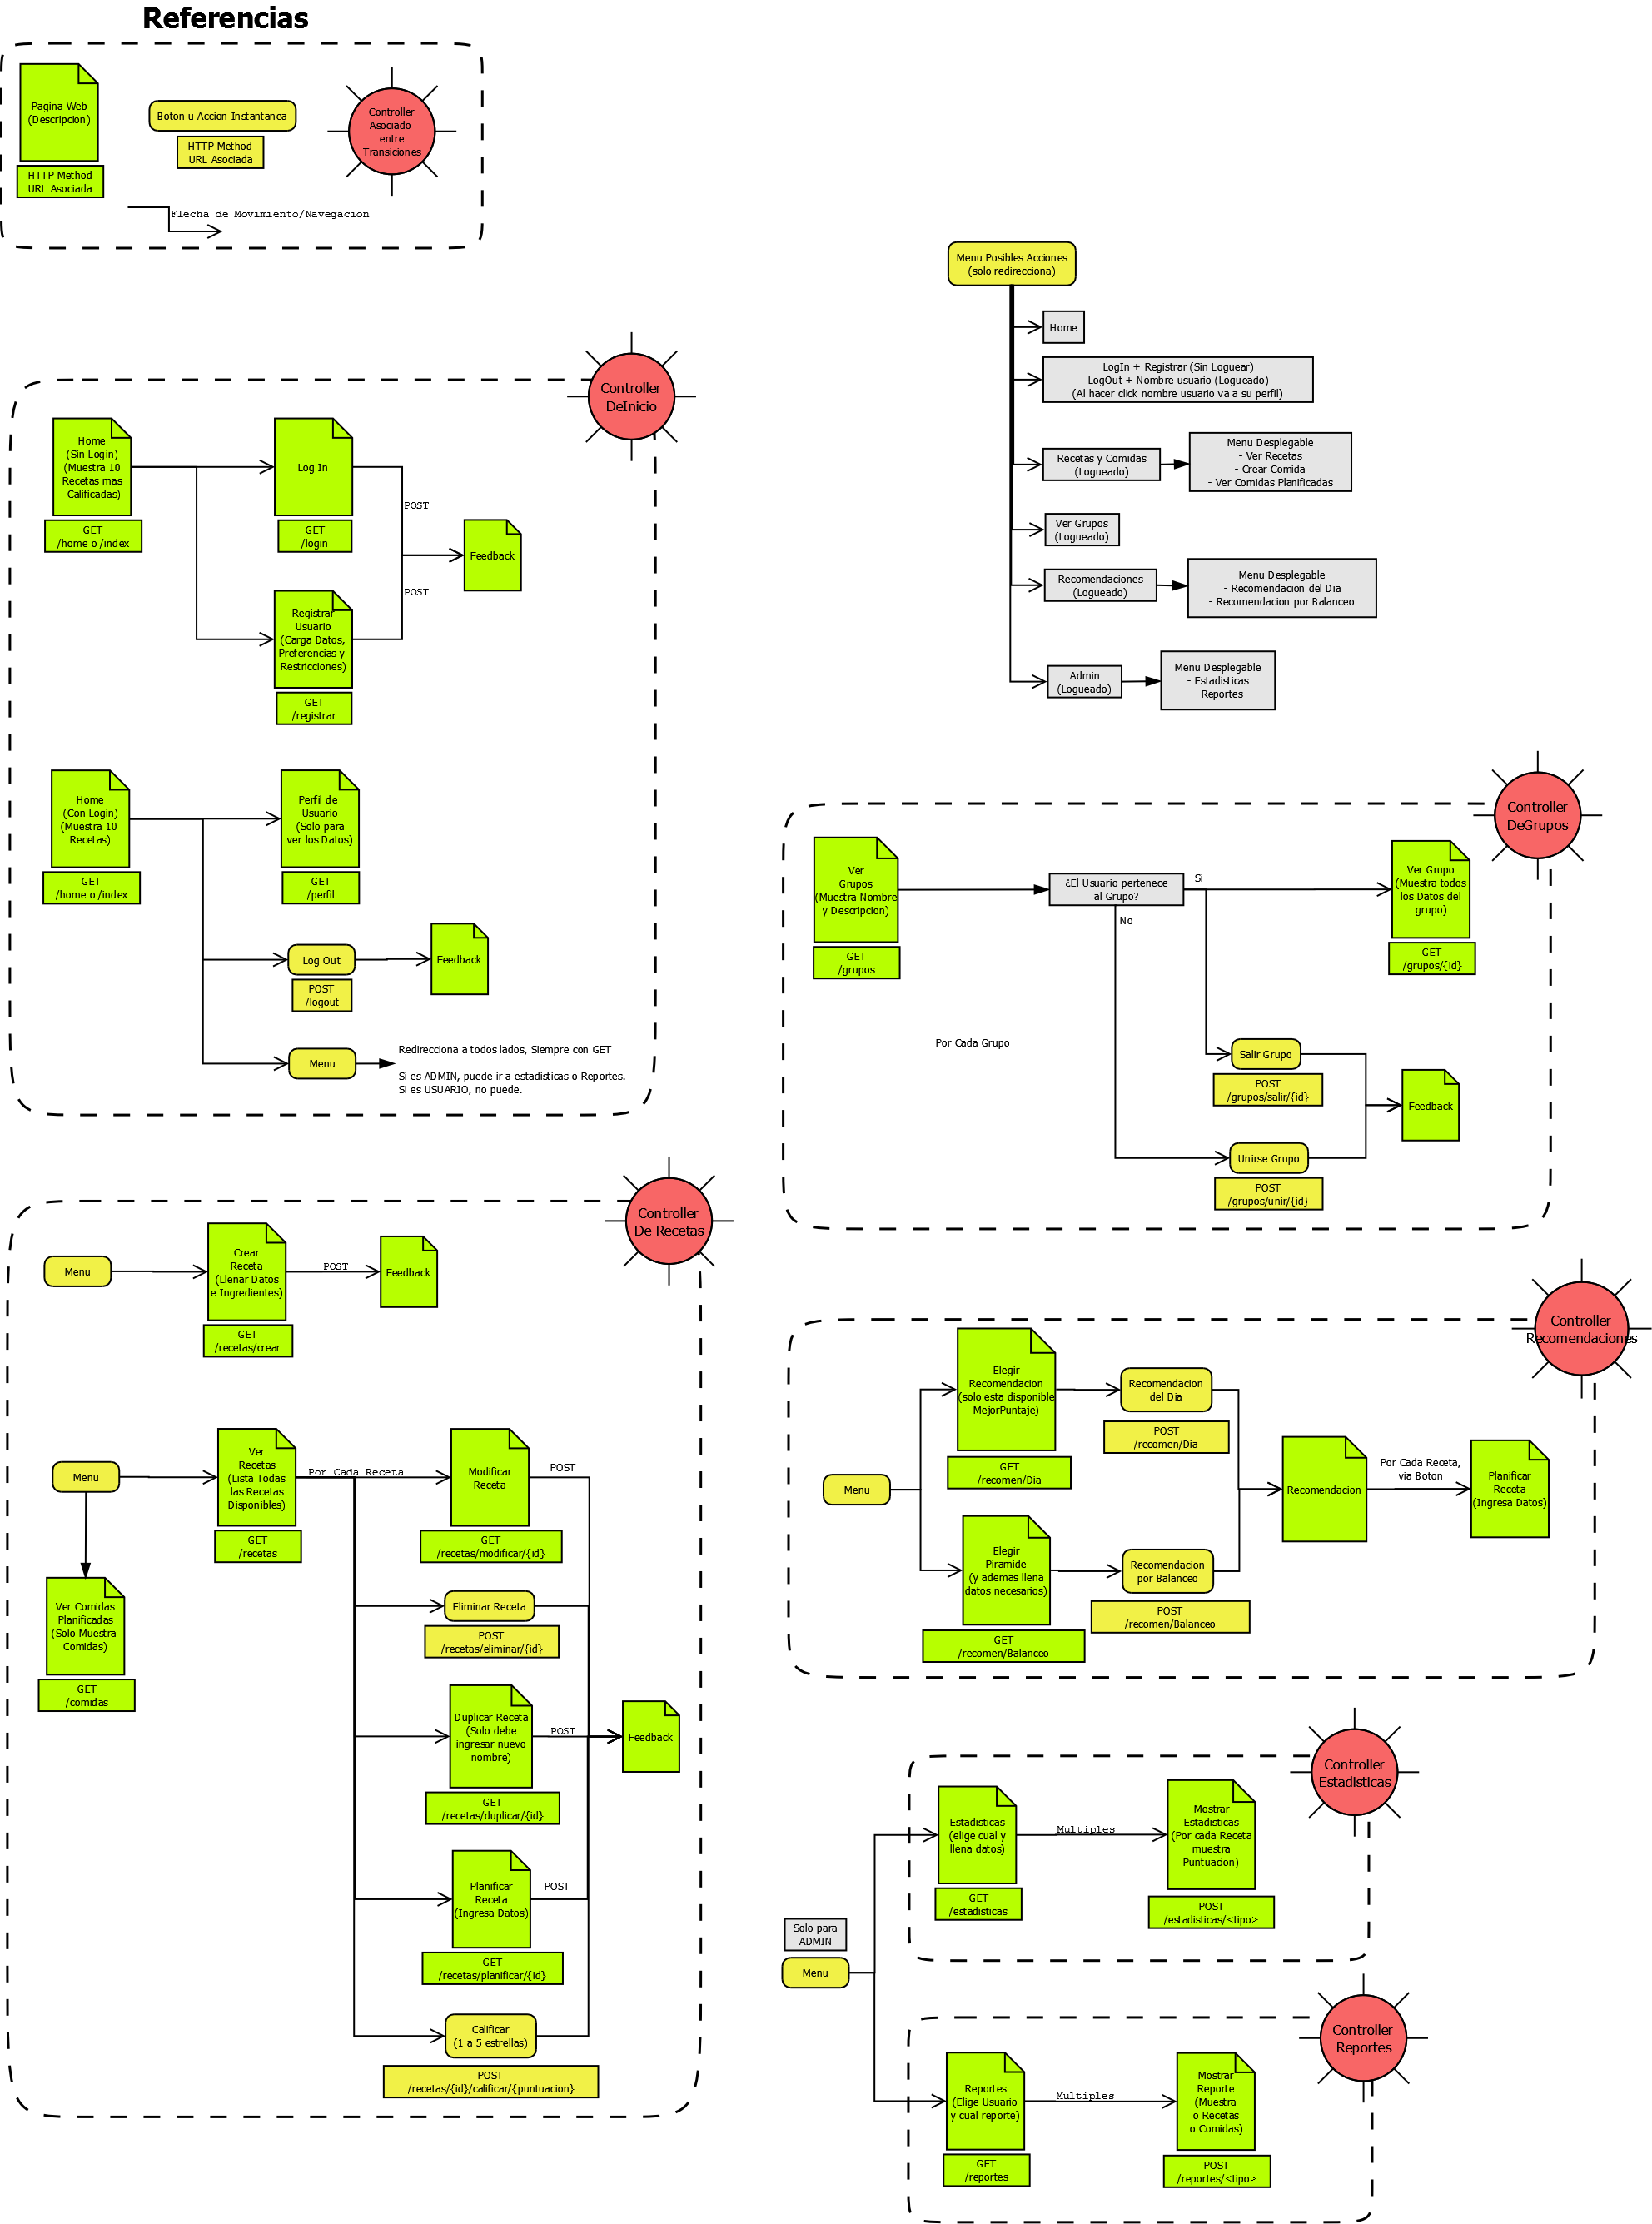 Referencias
Pagina Web
(Descripcion)
HTTP Method
URL Asociada
Boton u Accion Instantanea
HTTP Method
URL Asociada
Controller
Asociado
entre
Transiciones
Flecha de Movimiento/Navegacion
Menu Posibles Acciones
(solo redirecciona)
Home
LogIn + Registrar (Sin Loguear)
LogOut + Nombre usuario (Logueado)
(Al hacer click nombre usuario va a su perfil)
Recetas y Comidas
(Logueado)
Menu Desplegable
- Ver Recetas
- Crear Comida
- Ver Comidas Planificadas
Ver Grupos
(Logueado)
Recomendaciones
(Logueado)
Menu Desplegable
- Recomendacion del Dia
- Recomendacion por Balanceo
Admin
(Logueado)
Menu Desplegable
- Estadisticas
- Reportes
Controller
DeInicio
Home
(Sin Login)
(Muestra 10
Recetas mas
Calificadas)
GET
/home o /index
Log In
GET
/login
POST
Feedback
POST
Registrar
Usuario
(Carga Datos,
Preferencias y
Restricciones)
GET
/registrar
Home
(Con Login)
(Muestra 10
Recetas)
GET
/home o /index
Perfil de
Usuario
(Solo para
ver los Datos)
GET
/perfil
Log Out
POST
/logout
Feedback
Menu
Redirecciona a todos lados, Siempre con GET
Si es ADMIN, puede ir a estadisticas o Reportes.
Si es USUARIO, no puede.
Controller
DeGrupos
Ver
Grupos
(Muestra Nombre
y Descripcion)
GET
/grupos
¿El Usuario pertenece
al Grupo?
Si
No
Ver Grupo
(Muestra todos
los Datos del
grupo)
GET
/grupos/{id}
Por Cada Grupo
Salir Grupo
POST
/grupos/salir/{id}
Feedback
Unirse Grupo
POST
/grupos/unir/{id}
Controller
De Recetas
Menu
Crear
Receta
(Llenar Datos
e Ingredientes)
GET
/recetas/crear
POST
Feedback
Menu
Ver
Recetas
(Lista Todas
las Recetas
Disponibles)
GET
/recetas
Por Cada Receta
Modificar
Receta
GET
/recetas/modificar/{id}
POST
Ver Comidas
Planificadas
(Solo Muestra
Comidas)
GET
/comidas
Eliminar Receta
POST
/recetas/eliminar/{id}
Duplicar Receta
(Solo debe
ingresar nuevo
nombre)
GET
/recetas/duplicar/{id}
POST
Feedback
Planificar
Receta
(Ingresa Datos)
GET
/recetas/planificar/{id}
POST
Calificar
(1 a 5 estrellas)
POST
/recetas/{id}/calificar/{puntuacion}
Controller
Recomendaciones
Menu
Elegir
Recomendacion
(solo esta disponible
MejorPuntaje)
GET
/recomen/Dia
Recomendacion
del Dia
POST
/recomen/Dia
Elegir
Piramide
(y ademas llena
datos necesarios)
GET
/recomen/Balanceo
Recomendacion
por Balanceo
POST
/recomen/Balanceo
Recomendacion
Por Cada Receta,
via Boton
Planificar
Receta
(Ingresa Datos)
Controller
Estadisticas
Estadisticas
(elige cual y
llena datos)
GET
/estadisticas
Multiples
Mostrar
Estadisticas
(Por cada Receta
muestra
Puntuacion)
POST
/estadisticas/<tipo>
Solo para
ADMIN
Menu
Controller
Reportes
Reportes
(Elige Usuario
y cual reporte)
GET
/reportes
Multiples
Mostrar
Reporte
(Muestra
o Recetas
o Comidas)
POST
/reportes/<tipo>